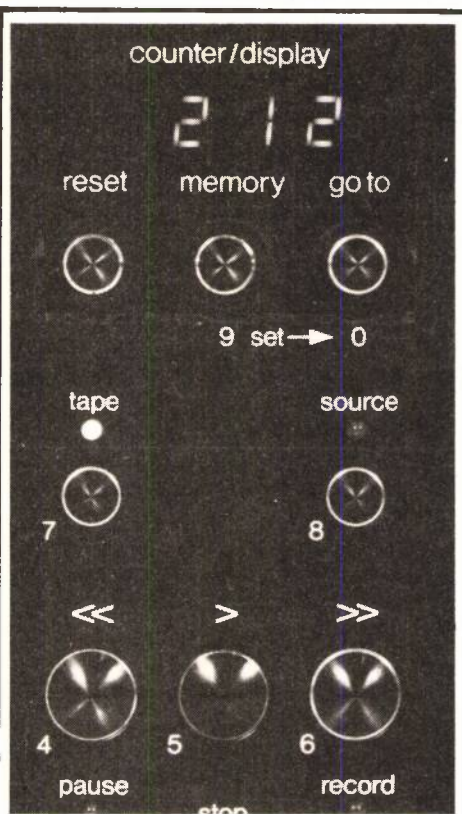 counter/display
212
reset memory go to
9 set → 0
tape source
7 8
<< > >>
4 5 6
pause record
stop